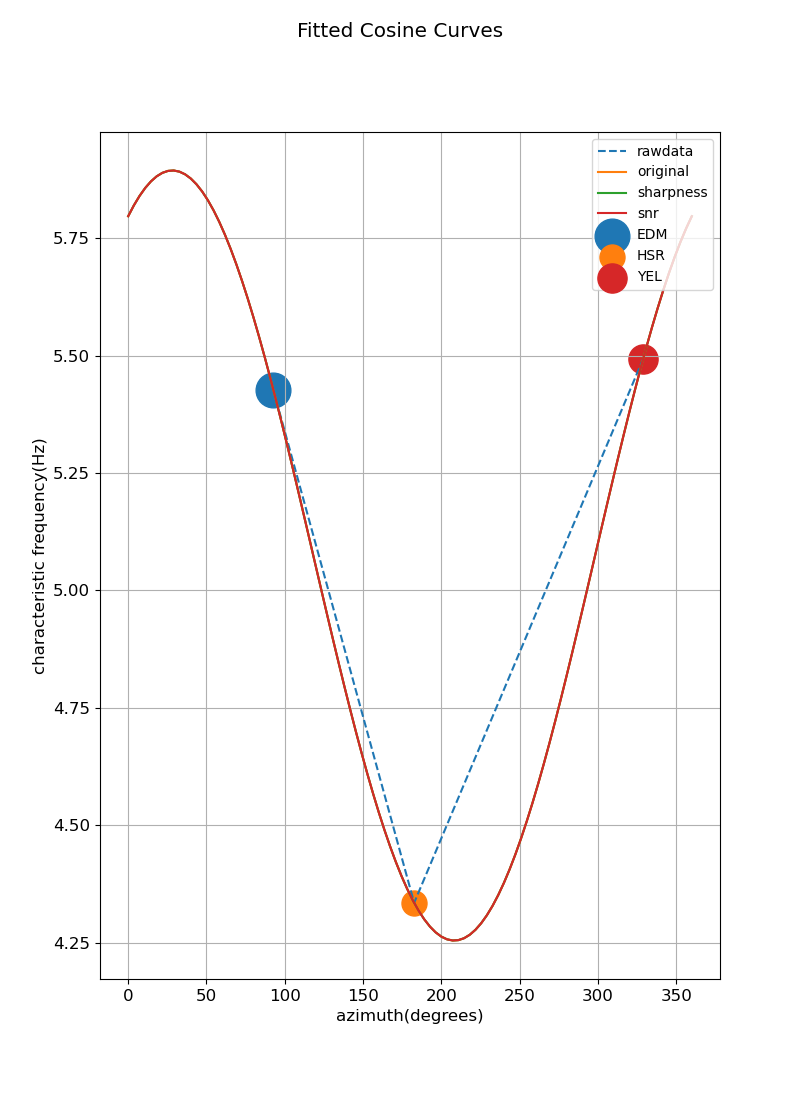 Fitted Cosine Curves
rawdata
original
sharpness
snr
EDM
HSR
YEL
characteristic frequency(Hz)
5.75
5.50
5.25
5.00
4.75
4.50
4.25
0 50 100 150 200 250 300 350
azimuth(degrees)